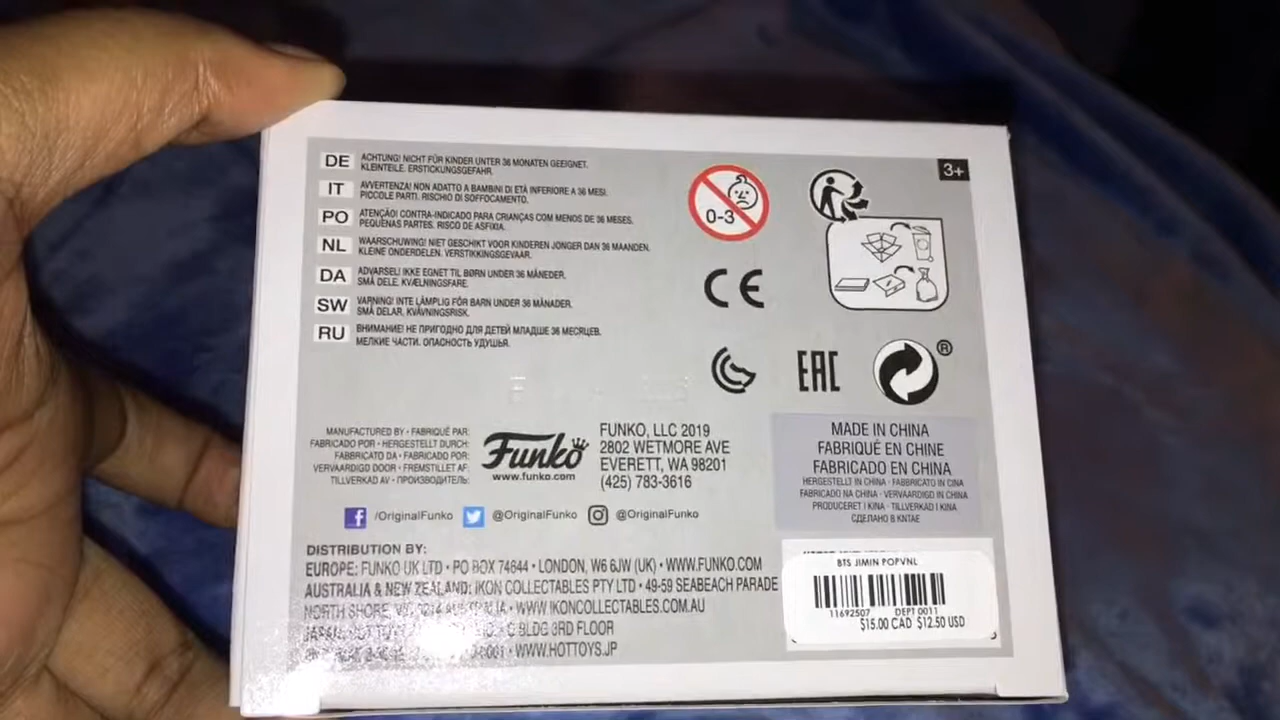 DE ACHTUNG! NICHT FÜR KINDER UNTER 36 MONATEN GEEIGNET.
KLEINTEILE. ERSTICKUNGSGEFAHR.
IT AVVERTENZA! NON ADATTO A BAMBINI DI ETÀ INFERIORE A 36 MESI.
PICCOLE PARTI. RISCHIO DI SOFFOCAMENTO.
PO ATENÇÃO! CONTRA-INDICADO PARA CRIANÇAS COM MENOS DE 36 MESES.
PEQUENAS PARTES. RISCO DE ASFIXIA.
NL WAARSCHUWING! NIET GESCHIKT VOOR KINDEREN JONGER DAN 36 MAANDEN.
KLEINE ONDERDELEN. VERSTIKKINGSGEVAAR.
DA ADVARSEL! IKKE EGNET TIL BØRN UNDER 36 MÅNEDER.
SMÅ DELE. KVÆLNINGSFARE.
SW VARNING! INTE LÄMPLIG FÖR BARN UNDER 36 MÅNADER.
SMÅ DELAR. KVÄVNINGSRISK.
RU ВНИМАНИЕ! НЕ ПРИГОДНО ДЛЯ ДЕТЕЙ МЛАДШЕ 36 МЕСЯЦЕВ.
МЕЛКИЕ ЧАСТИ. ОПАСНОСТЬ УДУШЬЯ.
0-3
3+
CE
EAC
®
MANUFACTURED BY • FABRIQUÉ PAR:
FABRICADO POR • HERGESTELLT DURCH:
FABBRICATO DA • FABRICADO POR:
VERVAARDIGD DOOR • FREMSTILLET AF:
TILLVERKAD AV • ПРОИЗВОДИТЕЛЬ:
Funko
www.funko.com
FUNKO, LLC 2019
2802 WETMORE AVE
EVERETT, WA 98201
(425) 783-3616
MADE IN CHINA
FABRIQUÉ EN CHINE
FABRICADO EN CHINA
HERGESTELLT IN CHINA • FABBRICATO IN CINA
FABRICADO NA CHINA • VERVAARDIGD IN CHINA
PRODUCERET I KINA • TILLVERKAD I KINA
СДЕЛАНО В КНТАЕ
/OriginalFunko @OriginalFunko @OriginalFunko
DISTRIBUTION BY:
EUROPE: FUNKO UK LTD • PO BOX 74644 • LONDON, W6 6JW (UK) • WWW.FUNKO.COM
AUSTRALIA & NEW ZEALAND: IKON COLLECTABLES PTY LTD • 49-59 SEABEACH PARADE
NORTH SHORE, AUSTRALIA • WWW.IKONCOLLECTABLES.COM.AU
BLDG 3RD FLOOR
WWW.HOTTOYS.JP
BTS JIMIN POPVNL
11692507 DEPT 0011
$15.00 CAD $12.50 USD